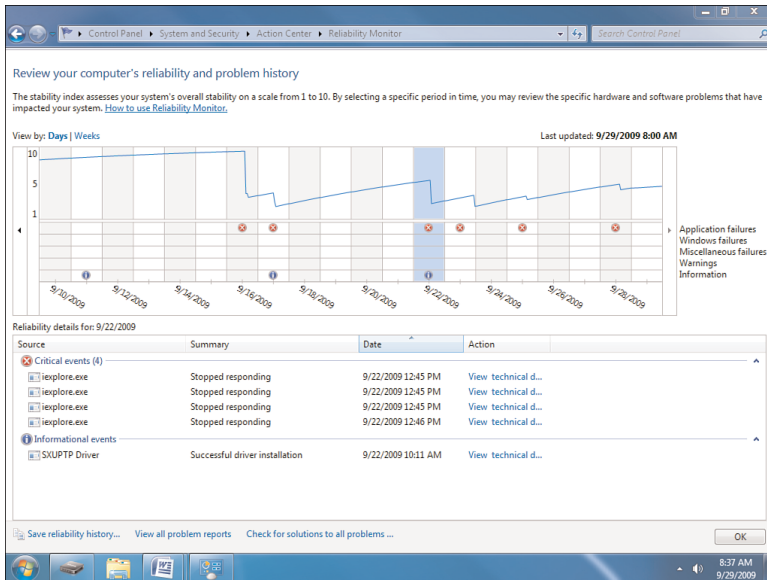 Control Panel ▸ System and Security ▸ Action Center ▸ Reliability Monitor
Search Control Panel
Review your computer's reliability and problem history
The stability index assesses your system's overall stability on a scale from 1 to 10. By selecting a specific period in time, you may review the specific hardware and software problems that have
impacted your system. How to use Reliability Monitor.
View by: Days | Weeks
Last updated: 9/29/2009 8:00 AM
10
5
1
Application failures
Windows failures
Miscellaneous failures
Warnings
Information
9/10/2009 9/12/2009 9/14/2009 9/16/2009 9/18/2009 9/20/2009 9/22/2009 9/24/2009 9/26/2009 9/28/2009
Reliability details for: 9/22/2009
Source Summary Date Action
Critical events (4)
iexplore.exe Stopped responding 9/22/2009 12:45 PM View technical d...
iexplore.exe Stopped responding 9/22/2009 12:45 PM View technical d...
iexplore.exe Stopped responding 9/22/2009 12:45 PM View technical d...
iexplore.exe Stopped responding 9/22/2009 12:46 PM View technical d...
Informational events
SXUPTP Driver Successful driver installation 9/22/2009 10:11 AM View technical d...
Save reliability history... View all problem reports Check for solutions to all problems ...
OK
8:37 AM
9/29/2009